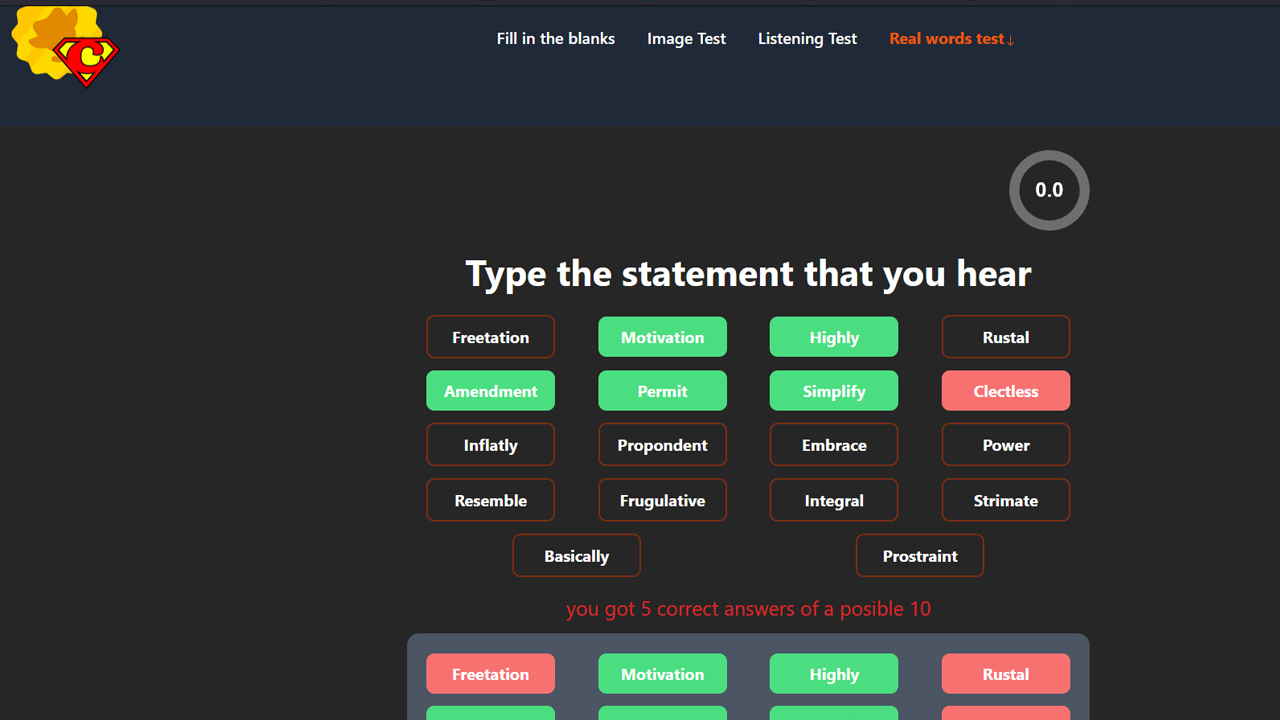 C
Fill in the blanks Image Test Listening Test Real words test↓
0.0
Type the statement that you hear
Freetation Motivation Highly Rustal
Amendment Permit Simplify Clectless
Inflatly Propondent Embrace Power
Resemble Frugulative Integral Strimate
Basically Prostraint
you got 5 correct answers of a posible 10
Freetation Motivation Highly Rustal